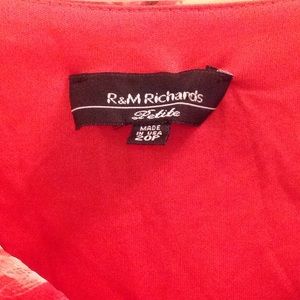 R&M Richards
Petite
MADE
IN USA
20P